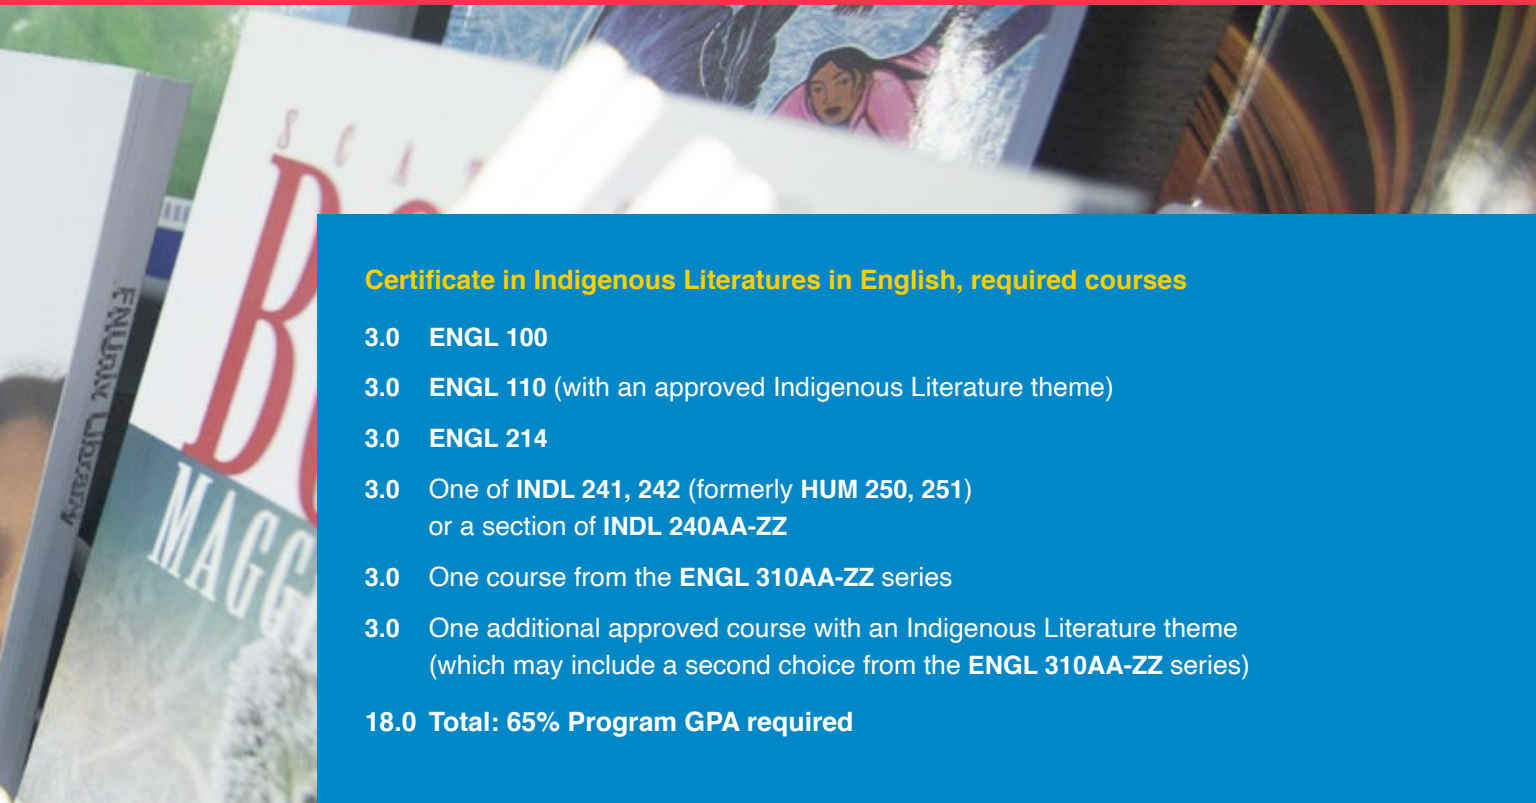 SCA
B
MAGG
FNUniv Library
Certificate in Indigenous Literatures in English, required courses
3.0 ENGL 100
3.0 ENGL 110 (with an approved Indigenous Literature theme)
3.0 ENGL 214
3.0 One of INDL 241, 242 (formerly HUM 250, 251)
or a section of INDL 240AA-ZZ
3.0 One course from the ENGL 310AA-ZZ series
3.0 One additional approved course with an Indigenous Literature theme
(which may include a second choice from the ENGL 310AA-ZZ series)
18.0 Total: 65% Program GPA required